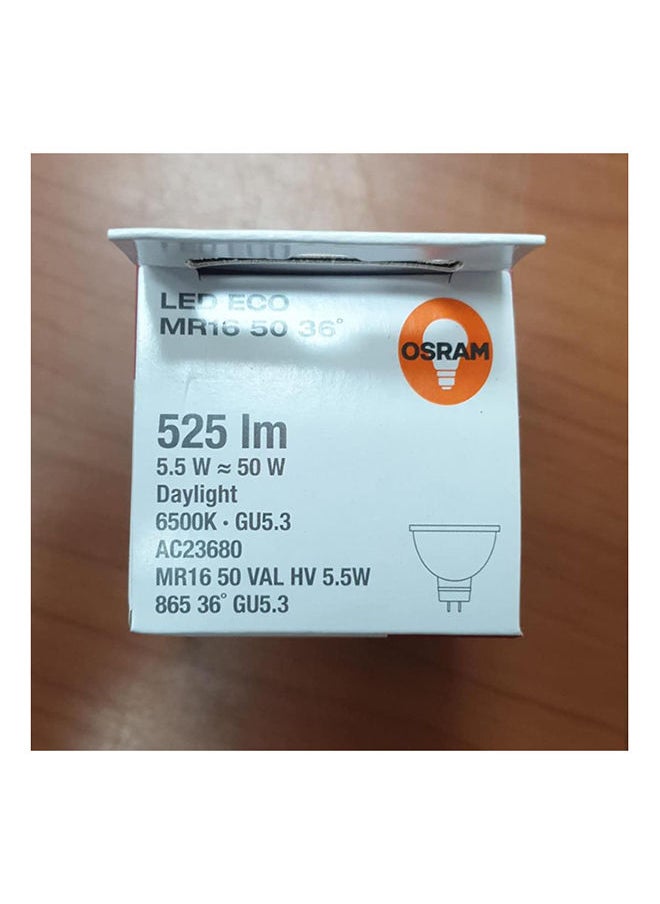 LED ECO
MR16 50 36°
OSRAM
525 lm
5.5 W ≈ 50 W
Daylight
6500K · GU5.3
AC23680
MR16 50 VAL HV 5.5W
865 36° GU5.3